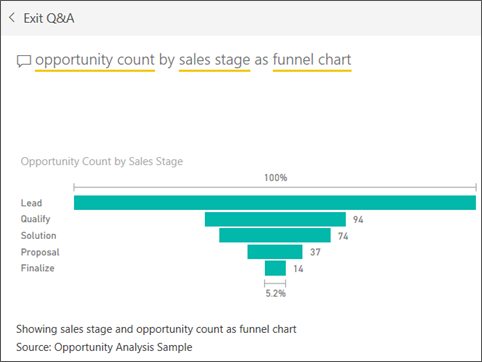 Exit Q&A
opportunity count by sales stage as funnel chart
Opportunity Count by Sales Stage
100%
Lead
Qualify 94
Solution 74
Proposal 37
Finalize 14
5.2%
Showing sales stage and opportunity count as funnel chart
Source: Opportunity Analysis Sample